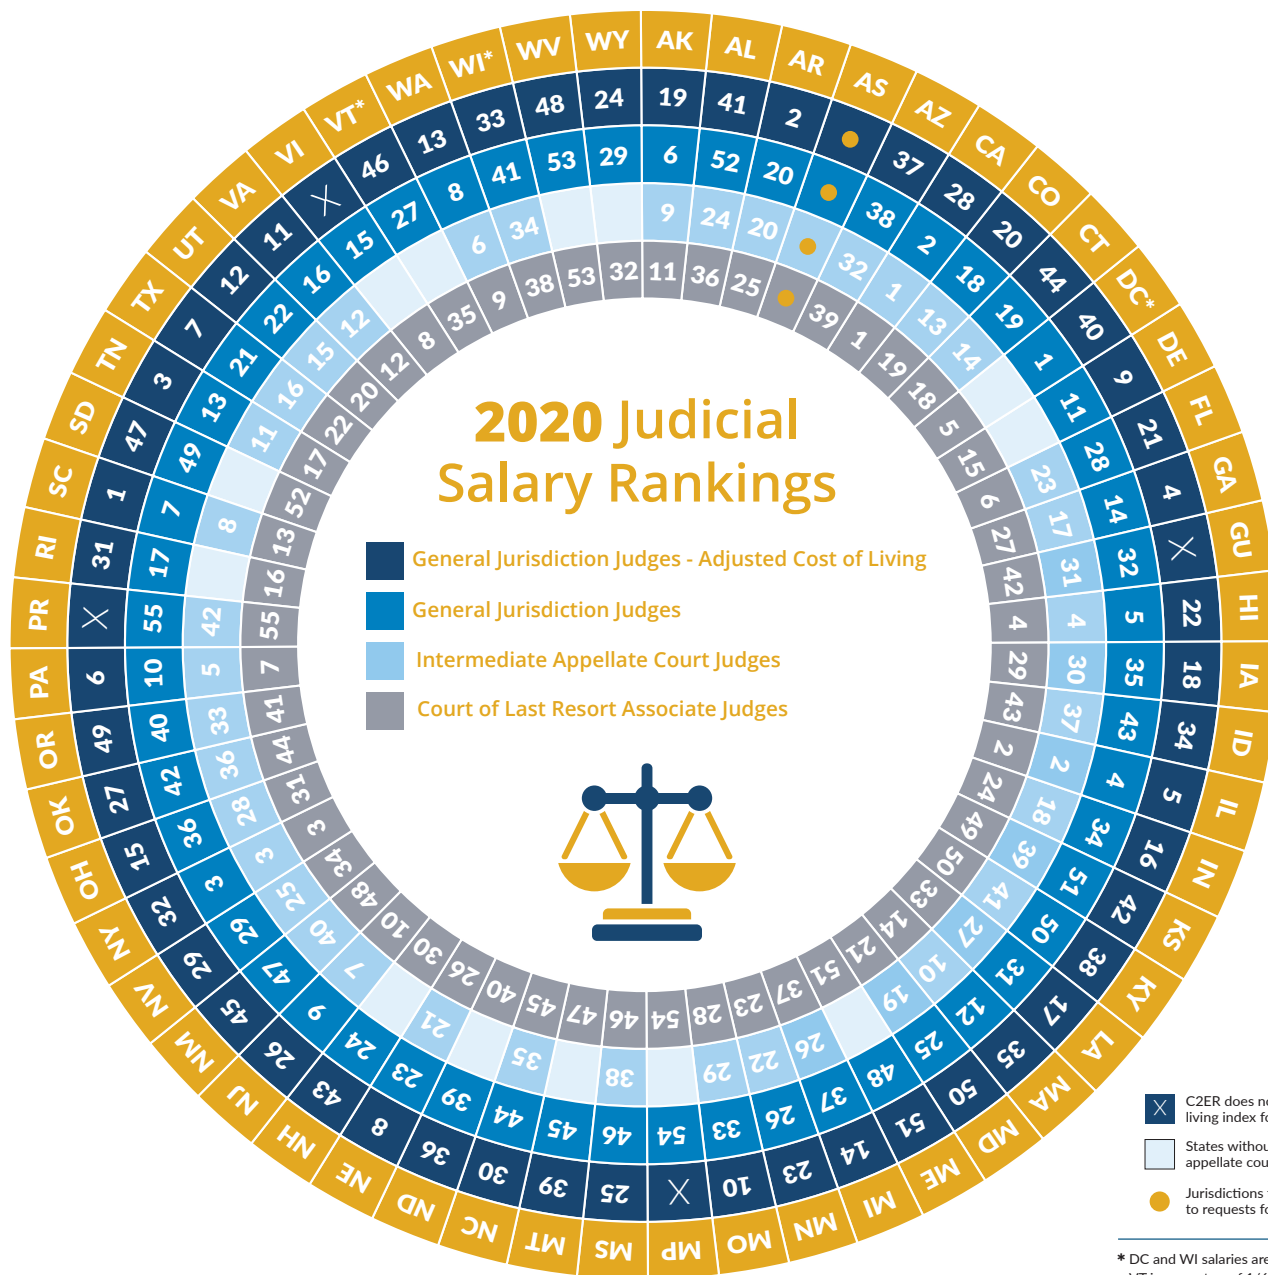 AK AL AR AS AZ CA CO CT DC* DE FL GA GU HI IA ID IL IN KS KY LA MA MD ME MI MN MO MP MS MT NC ND NE NH NJ NM NV NY OH OK OR PA PR RI SC SD TN TX UT VA VI VT* WA WI* WV WY
19 41 2 37 28 20 44 40 9 21 4 X 22 18 34 5 16 42 38 17 35 50 51 14 23 10 X 25 39 30 36 8 43 26 45 29 32 15 27 49 6 X 31 1 47 3 7 12 11 X 46 13 33 48 24
6 52 20 38 2 18 19 1 11 28 14 32 5 35 43 4 34 51 50 31 12 25 48 37 26 33 54 46 45 44 39 23 24 9 47 29 3 36 42 40 10 55 17 7 49 13 21 22 16 15 27 8 41 53 29
9 24 20 32 1 13 14 23 17 31 4 30 37 2 18 39 41 27 10 19 26 22 29 38 35 21 7 40 25 3 28 36 33 5 42 8 11 16 15 12 6 34
11 36 25 39 1 19 18 5 15 6 27 42 4 29 43 2 24 49 50 33 14 21 51 37 23 28 54 46 47 45 40 26 30 10 48 34 3 31 44 41 7 55 16 13 52 17 22 20 12 8 35 9 38 53 32
2020 Judicial
Salary Rankings
General Jurisdiction Judges - Adjusted Cost of Living
General Jurisdiction Judges
Intermediate Appellate Court Judges
Court of Last Resort Associate Judges
X
C2ER does
living index
States
appellate
Jurisdictions
to requests
* DC and WI salaries are